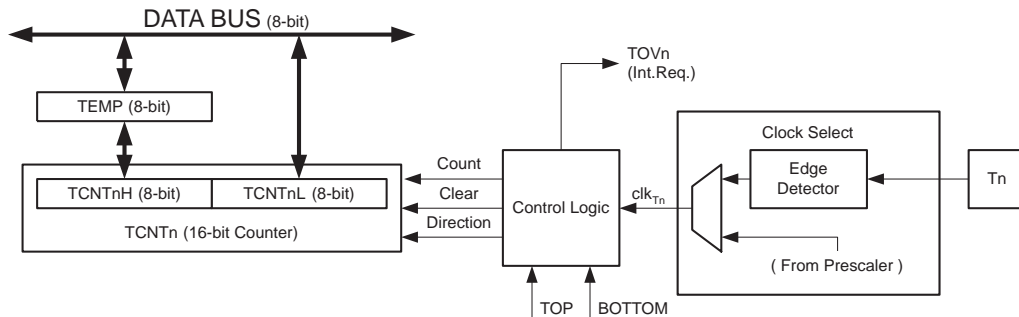 DATA BUS (8-bit)
TOVn
(Int.Req.)
TEMP (8-bit)
Clock Select
Count
Edge
Detector
Tn
TCNTnH (8-bit)
TCNTnL (8-bit)
Clear
Control Logic
clkTn
Direction
TCNTn (16-bit Counter)
( From Prescaler )
TOP
BOTTOM